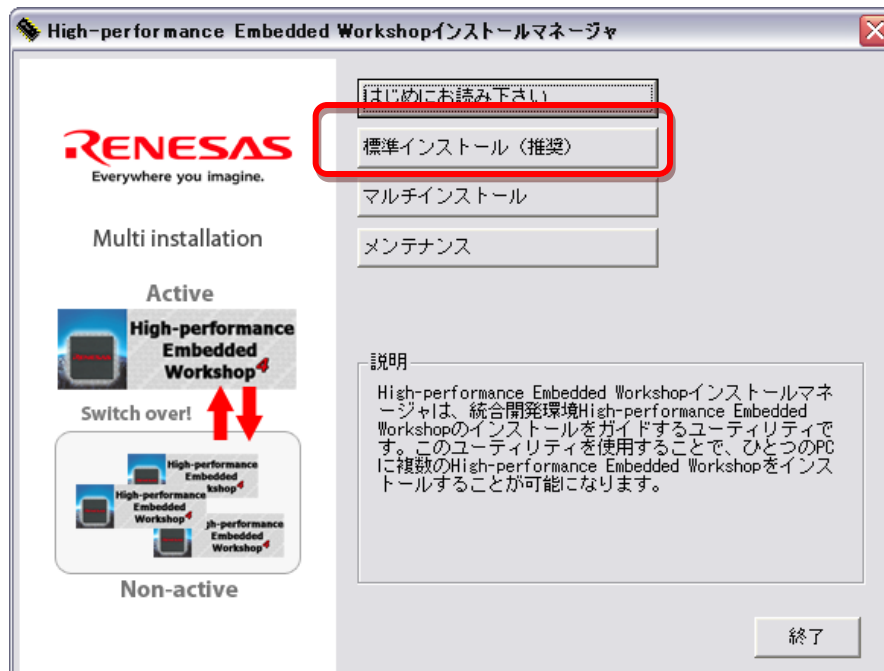 High-performance Embedded Workshopインストールマネージャ
RENESAS
Everywhere you imagine.
Multi installation
Active
High-performance
Embedded
Workshop4
Switch over!
High-performance
Embedded
kshop4
High-performance
Embedded
Workshop4
gh-performance
Embedded
Workshop4
Non-active
はじめにお読み下さい
標準インストール（推奨）
マルチインストール
メンテナンス
説明
High-performance Embedded Workshopインストールマネ
ージャは、統合開発環境High-performance Embedded
Workshopのインストールをガイドするユーティリティで
す。このユーティリティを使用することで、ひとつのPC
に複数のHigh-performance Embedded Workshopをインス
トールすることが可能になります。
終了